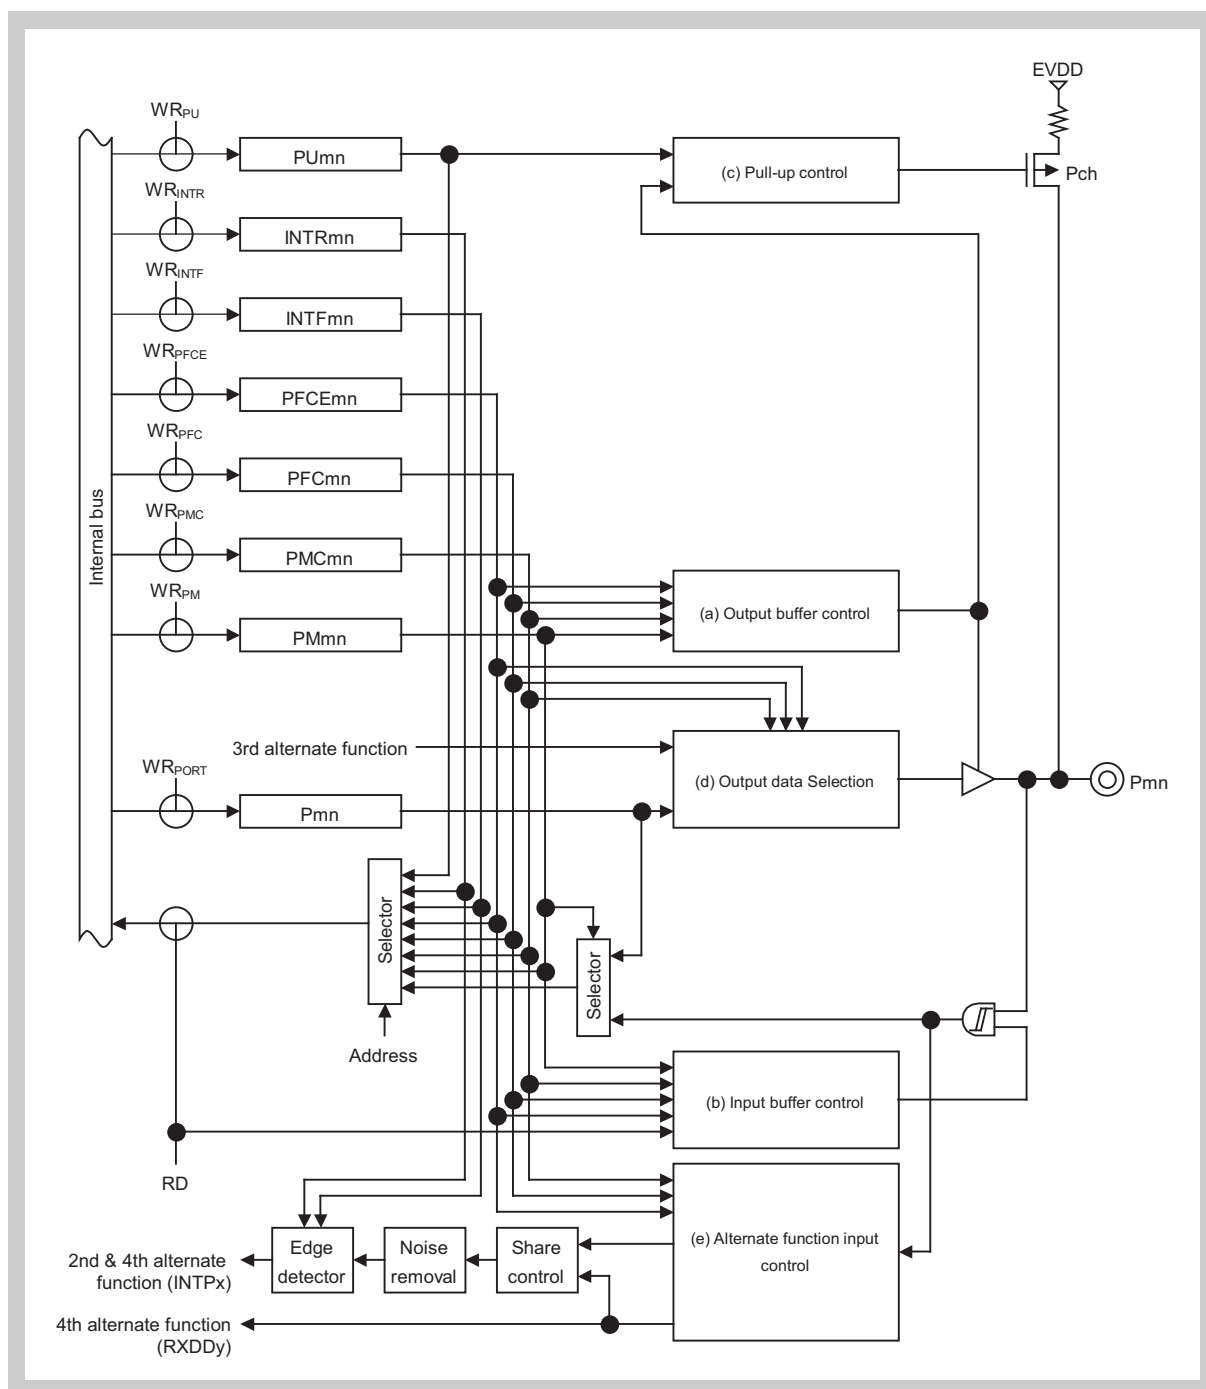 EVDD
WRPU
PUmn
(c) Pull-up control
Pch
WRINTR
INTRmn
WRINTF
INTFmn
WRPFCE
PFCEmn
WRPFC
PFCmn
Internal bus
WRPMC
PMCmn
WRPM
PMmn
(a) Output buffer control
3rd alternate function
(d) Output data Selection
WRPORT
Pmn
Pmn
Selector
Selector
Address
(b) Input buffer control
RD
(e) Alternate function input
control
Edge
detector
Noise
removal
Share
control
2nd & 4th alternate
function (INTPx)
4th alternate function
(RXDDy)